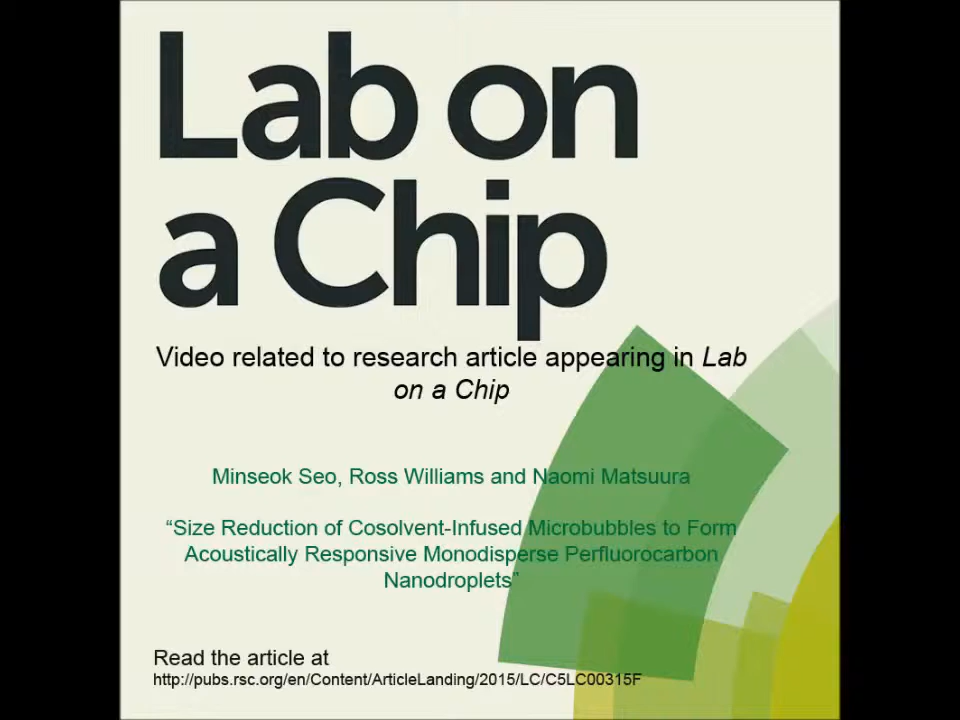 Lab on
a Chip
Video related to research article appearing in Lab
on a Chip
Minseok Seo, Ross Williams and Naomi Matsuura
“Size Reduction of Cosolvent-Infused Microbubbles to Form
Acoustically Responsive Monodisperse Perfluorocarbon
Nanodroplets”
Read the article at
http://pubs.rsc.org/en/Content/ArticleLanding/2015/LC/C5LC00315F